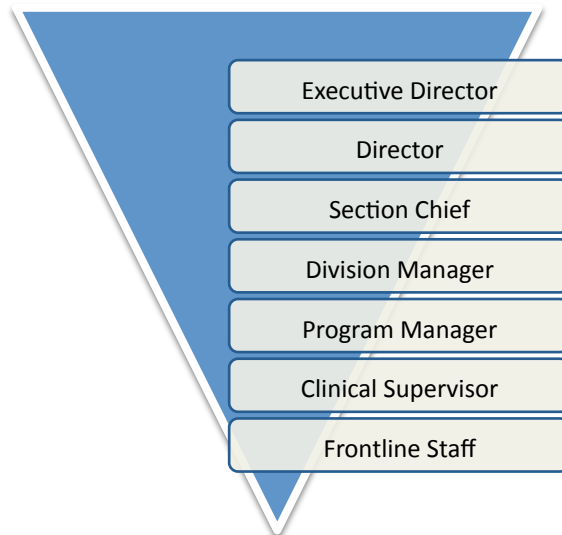 Executive Director
Director
Section Chief
Division Manager
Program Manager
Clinical Supervisor
Frontline Staff